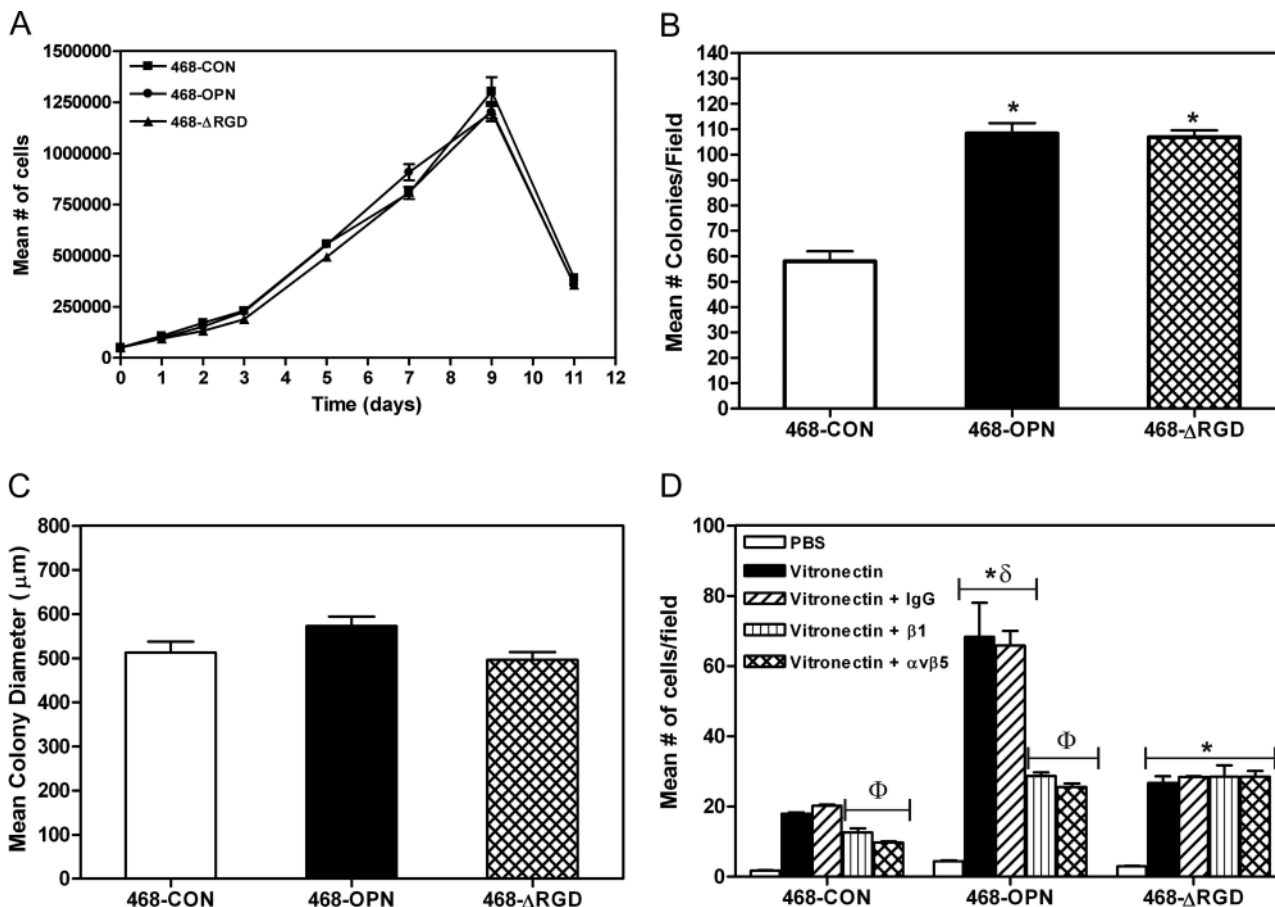 A
Mean # of cells
1500000
1250000
1000000
750000
500000
250000
0
468-CON
468-OPN
468-ΔRGD
0 1 2 3 4 5 6 7 8 9 10 11 12
Time (days)
B
Mean # Colonies/Field
140
130
120
110
100
90
80
70
60
50
40
30
20
10
0
* *
468-CON 468-OPN 468-ΔRGD
C
Mean Colony Diameter (μm)
800
700
600
500
400
300
200
100
0
468-CON 468-OPN 468-ΔRGD
D
Mean # of cells/field
100
80
60
40
20
0
PBS
Vitronectin
Vitronectin + IgG
Vitronectin + β1
Vitronectin + αvβ5
*δ
Φ
Φ
*
468-CON 468-OPN 468-ΔRGD